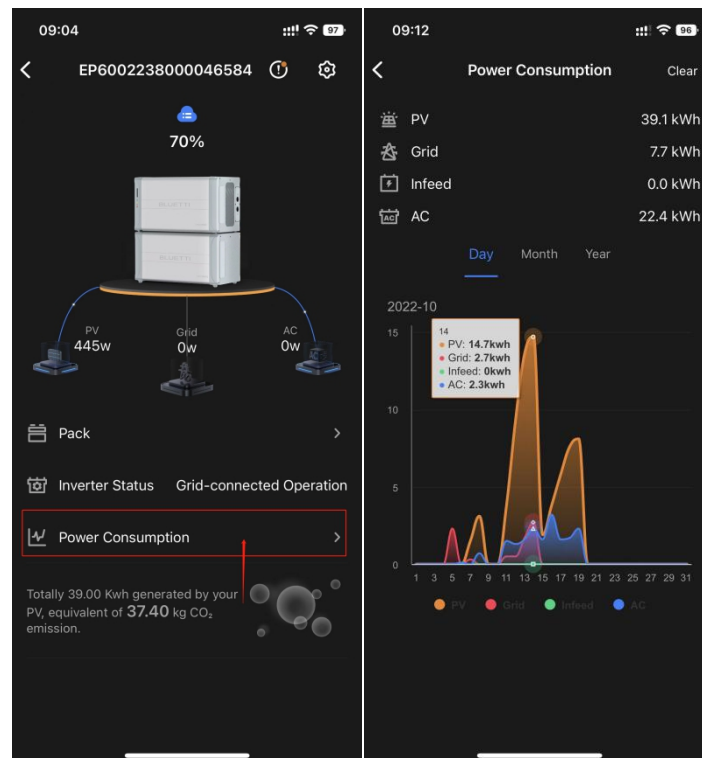 09:04
97
EP6002238000046584
70%
BLUETTI
BLUETTI
PV
445w
Grid
0w
AC
0w
Pack
Inverter Status Grid-connected Operation
Power Consumption
Totally 39.00 Kwh generated by your
PV, equivalent of 37.40 kg CO₂
emission.
09:12
96
Power Consumption Clear
PV 39.1 kWh
Grid 7.7 kWh
Infeed 0.0 kWh
AC AC 22.4 kWh
Day Month Year
2022-10
15
14
PV: 14.7kwh
Grid: 2.7kwh
Infeed: 0kwh
AC: 2.3kwh
10
5
0
1 3 5 7 9 11 13 15 17 19 21 23 25 27 29 31
PV Grid Infeed AC